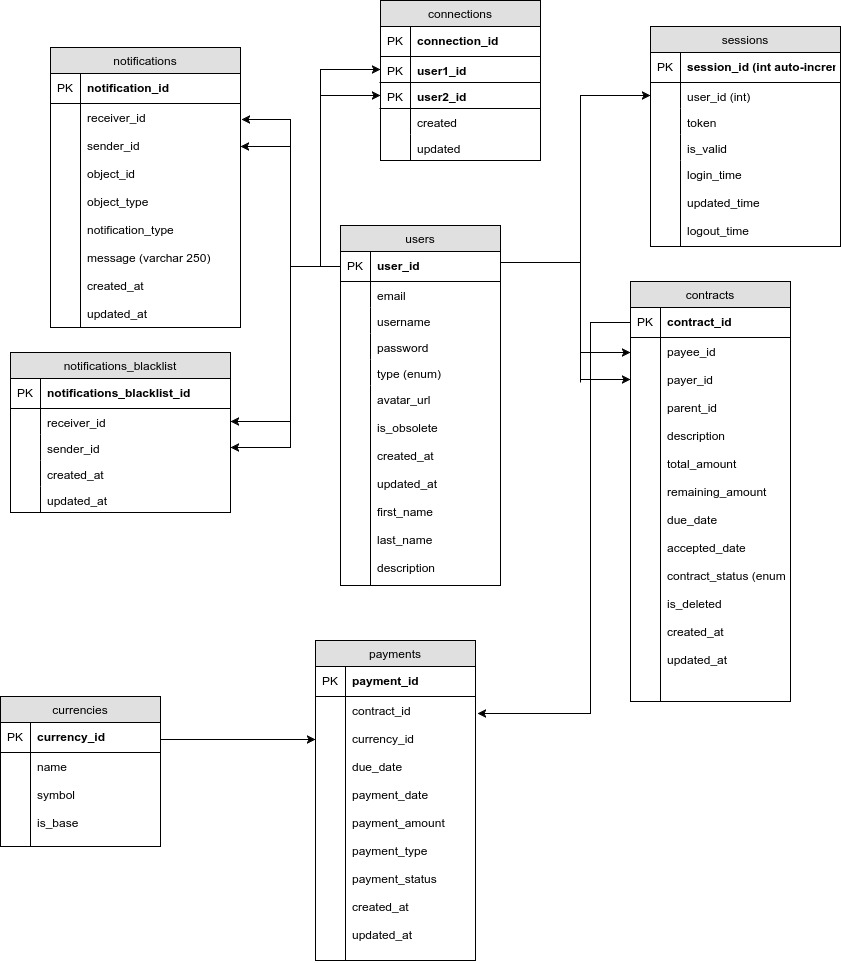 connections
PK connection_id
PK user1_id
PK user2_id
created
updated
sessions
PK session_id (int auto-increr
user_id (int)
token
is_valid
login_time
updated_time
logout_time
notifications
PK notification_id
receiver_id
sender_id
object_id
object_type
notification_type
message (varchar 250)
created_at
updated_at
users
PK user_id
email
username
password
type (enum)
avatar_url
is_obsolete
created_at
updated_at
first_name
last_name
description
contracts
PK contract_id
payee_id
payer_id
parent_id
description
total_amount
remaining_amount
due_date
accepted_date
contract_status (enum
is_deleted
created_at
updated_at
notifications_blacklist
PK notifications_blacklist_id
receiver_id
sender_id
created_at
updated_at
payments
PK payment_id
contract_id
currency_id
due_date
payment_date
payment_amount
payment_type
payment_status
created_at
updated_at
currencies
PK currency_id
name
symbol
is_base